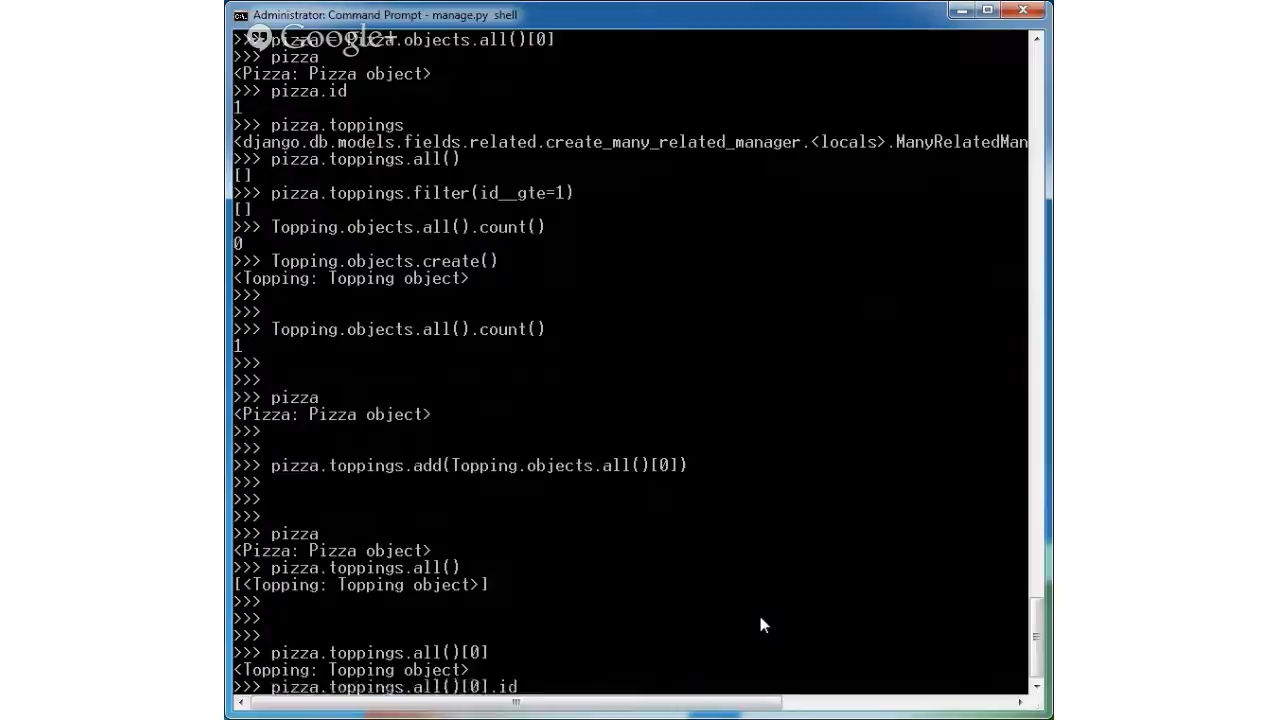 Administrator: Command Prompt - manage.py shell
Google+
>>> pizza = Pizza.objects.all()[0]
>>> pizza
<Pizza: Pizza object>
>>> pizza.id
1
>>> pizza.toppings
<django.db.models.fields.related.create_many_related_manager.<locals>.ManyRelatedMan
>>> pizza.toppings.all()
[]
>>> pizza.toppings.filter(id__gte=1)
[]
>>> Topping.objects.all().count()
0
>>> Topping.objects.create()
<Topping: Topping object>
>>>
>>>
>>> Topping.objects.all().count()
1
>>>
>>>
>>> pizza
<Pizza: Pizza object>
>>>
>>>
>>> pizza.toppings.add(Topping.objects.all()[0])
>>>
>>>
>>>
>>> pizza
<Pizza: Pizza object>
>>> pizza.toppings.all()
[<Topping: Topping object>]
>>>
>>>
>>>
>>> pizza.toppings.all()[0]
<Topping: Topping object>
>>> pizza.toppings.all()[0].id